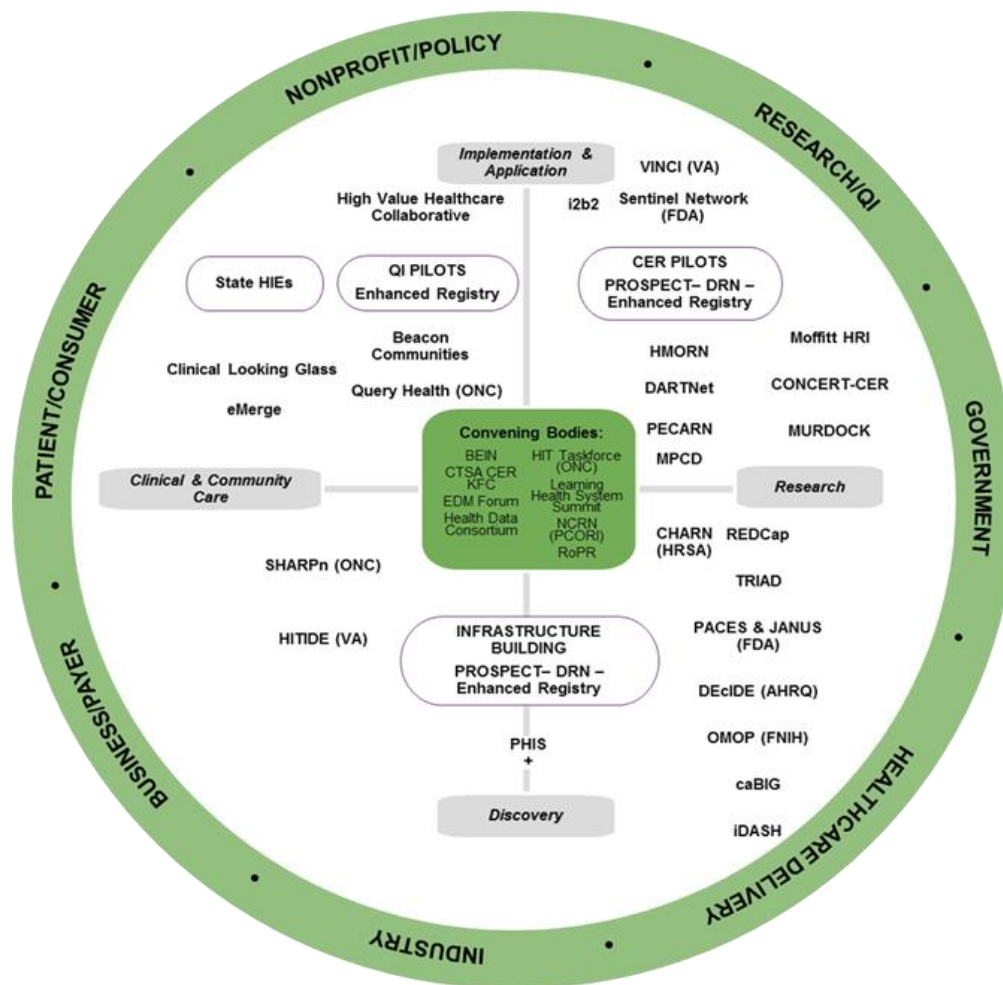 NONPROFIT/POLICY
RESEARCH/QI
GOVERNMENT
HEALTHCARE DELIVERY
INDUSTRY
BUSINESS/PAYER
PATIENT/CONSUMER
Implementation &
Application
VINCI (VA)
High Value Healthcare
Collaborative
i2b2
Sentinel Network
(FDA)
State HIEs
QI PILOTS
Enhanced Registry
CER PILOTS
PROSPECT– DRN –
Enhanced Registry
Beacon
Communities
Clinical Looking Glass
Query Health (ONC)
eMerge
HMORN
DARTNet
PECARN
MPCD
Moffitt HRI
CONCERT-CER
MURDOCK
Clinical & Community
Care
Convening Bodies:
BEIN
CTSA CER
KFC
EDM Forum
Health Data
Consortium
HIT Taskforce
(ONC)
Learning
Health System
Summit
NCRN
(PCORI)
RoPR
Research
SHARPn (ONC)
HITIDE (VA)
CHARN
(HRSA)
REDCap
TRIAD
PACES & JANUS
(FDA)
DEcIDE (AHRQ)
OMOP (FNIH)
caBIG
iDASH
INFRASTRUCTURE
BUILDING
PROSPECT– DRN –
Enhanced Registry
PHIS
+
Discovery